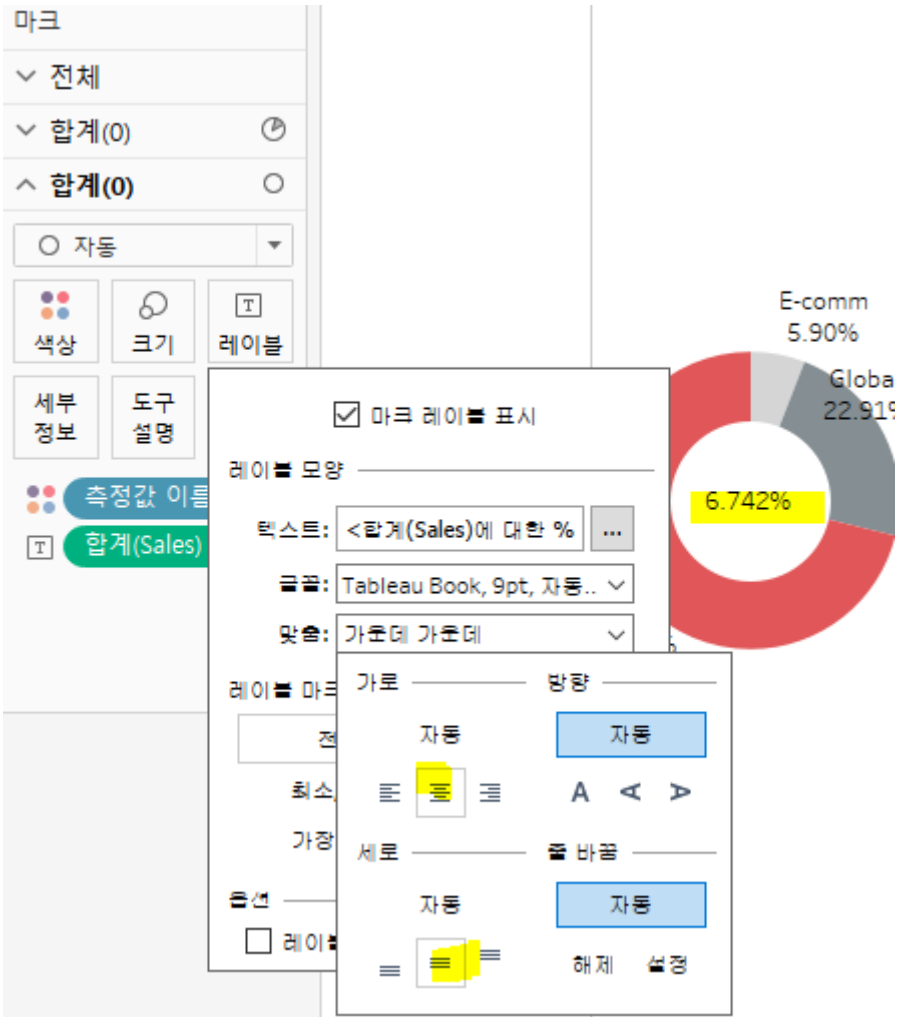 마크
전체
합계(0)
합계(0)
자동
색상
크기
레이블
세부
정보
도구
설명
측정값 이름
합계(Sales)
마크 레이블 표시
레이블 모양
텍스트: <합계(Sales)에 대한 % ...
글꼴: Tableau Book, 9pt, 자동..
맞춤: 가운데 가운데
레이블 마크
전
최소
가장
옵션
레이블
가로
방향
자동
자동
A A A
세로
줄 바꿈
자동
자동
해제 설정
E-comm
5.90%
Globa
22.91%
6.742%